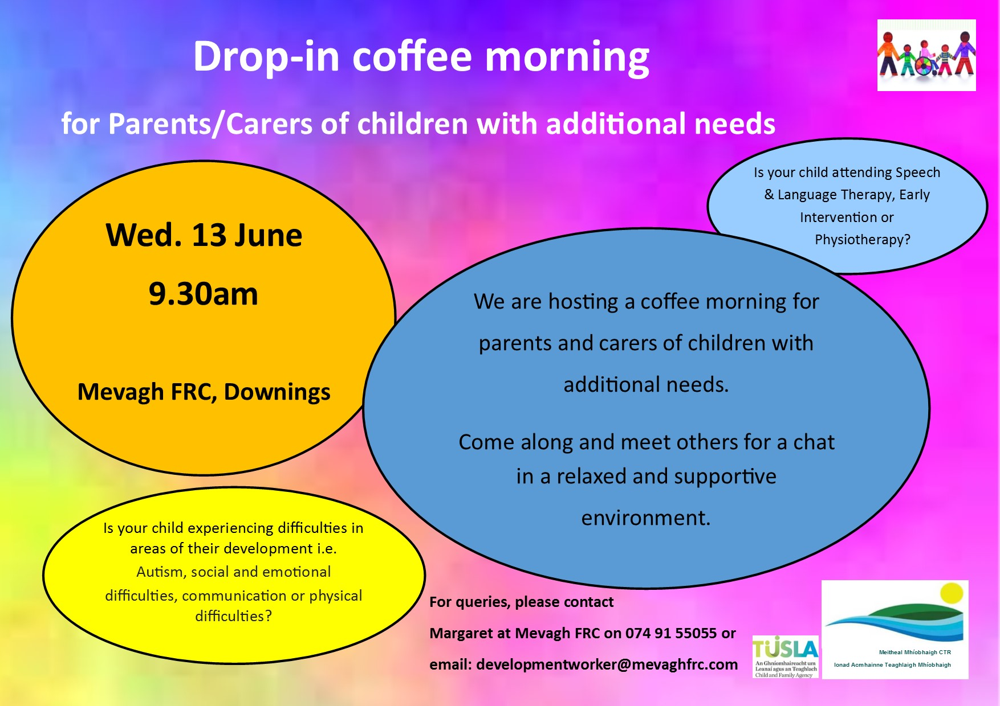 Drop-in coffee morning
for Parents/Carers of children with additional needs
Is your child attending Speech
& Language Therapy, Early
Intervention or
Physiotherapy?
Wed. 13 June
9.30am
Mevagh FRC, Downings
We are hosting a coffee morning for
parents and carers of children with
additional needs.
Come along and meet others for a chat
in a relaxed and supportive
environment.
Is your child experiencing difficulties in
areas of their development i.e.
Autism, social and emotional
difficulties, communication or physical
difficulties?
For queries, please contact
Margaret at Mevagh FRC on 074 91 55055 or
email: developmentworker@mevaghfrc.com
TUSLA
An Ghníomhaireacht um
Leanaí agus an Teaghlach
Child and Family Agency
Meitheal Mhíobhaigh CTR
Ionad Acmhainne Teaghlaigh Mhíobhaigh